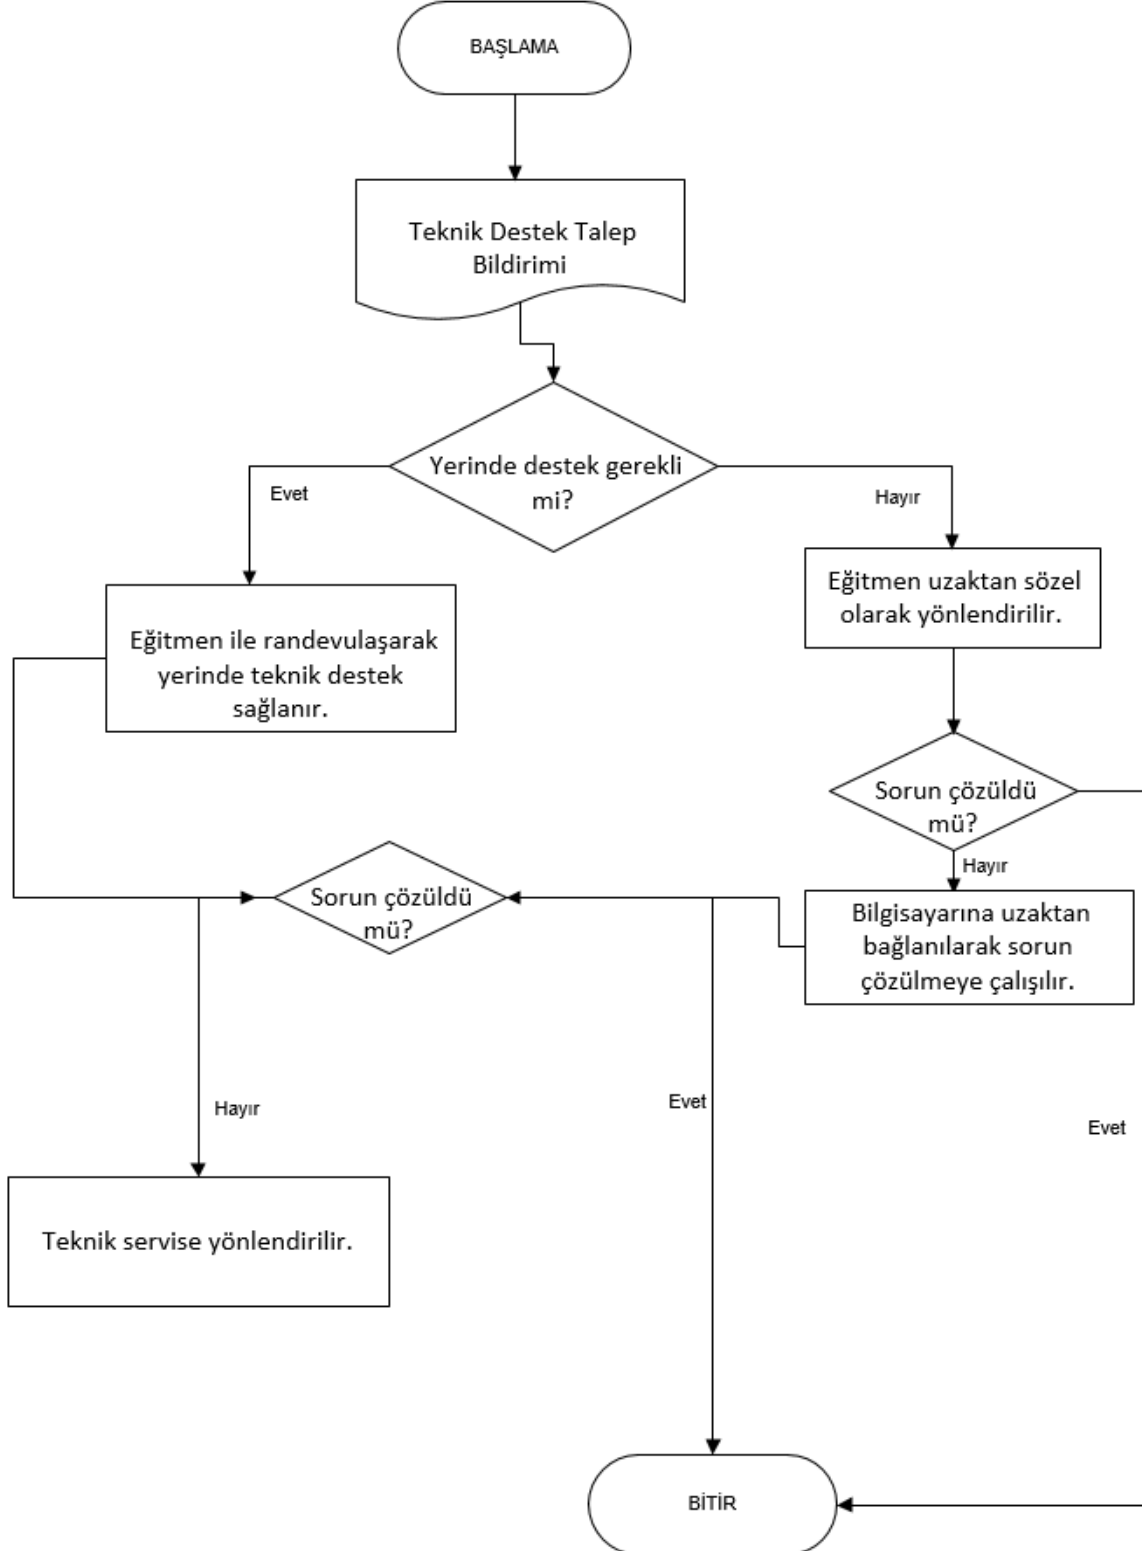 BAŞLAMA
Teknik Destek Talep
Bildirimi
Yerinde destek gerekli
mi?
Evet
Hayır
Eğitmen uzaktan sözel
olarak yönlendirilir.
Eğitmen ile randevulaşarak
yerinde teknik destek
sağlanır.
Sorun çözüldü
mü?
Hayır
Sorun çözüldü
mü?
Bilgisayarına uzaktan
bağlanılarak sorun
çözülmeye çalışılır.
Hayır
Evet
Evet
Teknik servise yönlendirilir.
BİTİR